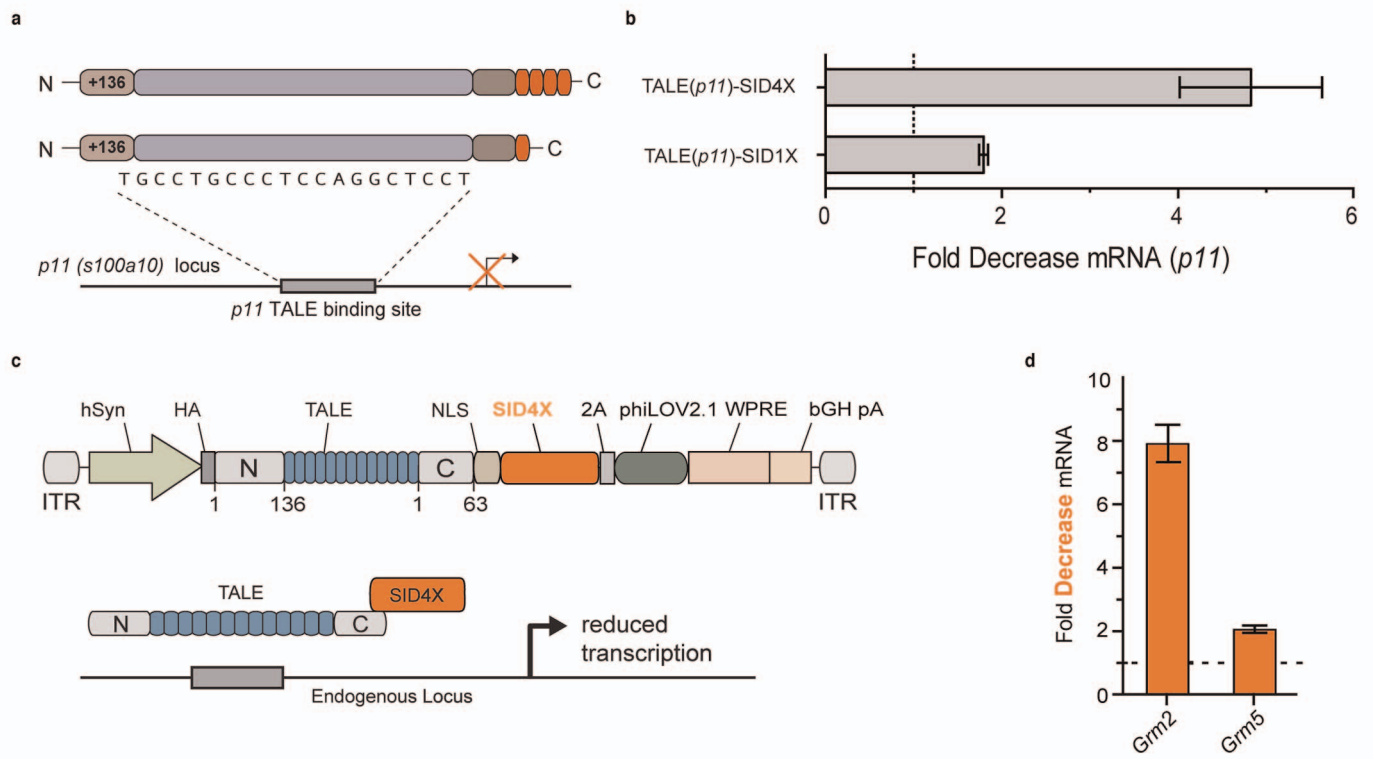 a
N +136 C
N +136 C
T G C C T G C C C T C C A G G C T C C T
p11 (s100a10) locus
p11 TALE binding site
b
TALE(p11)-SID4X
TALE(p11)-SID1X
0 2 4 6
Fold Decrease mRNA (p11)
c
hSyn HA TALE NLS SID4X 2A phiLOV2.1 WPRE bGH pA
N C
ITR 1 136 1 63 ITR
TALE SID4X
N C
reduced
transcription
Endogenous Locus
d
Fold Decrease mRNA
10
8
6
4
2
0
Grm2 Grm5